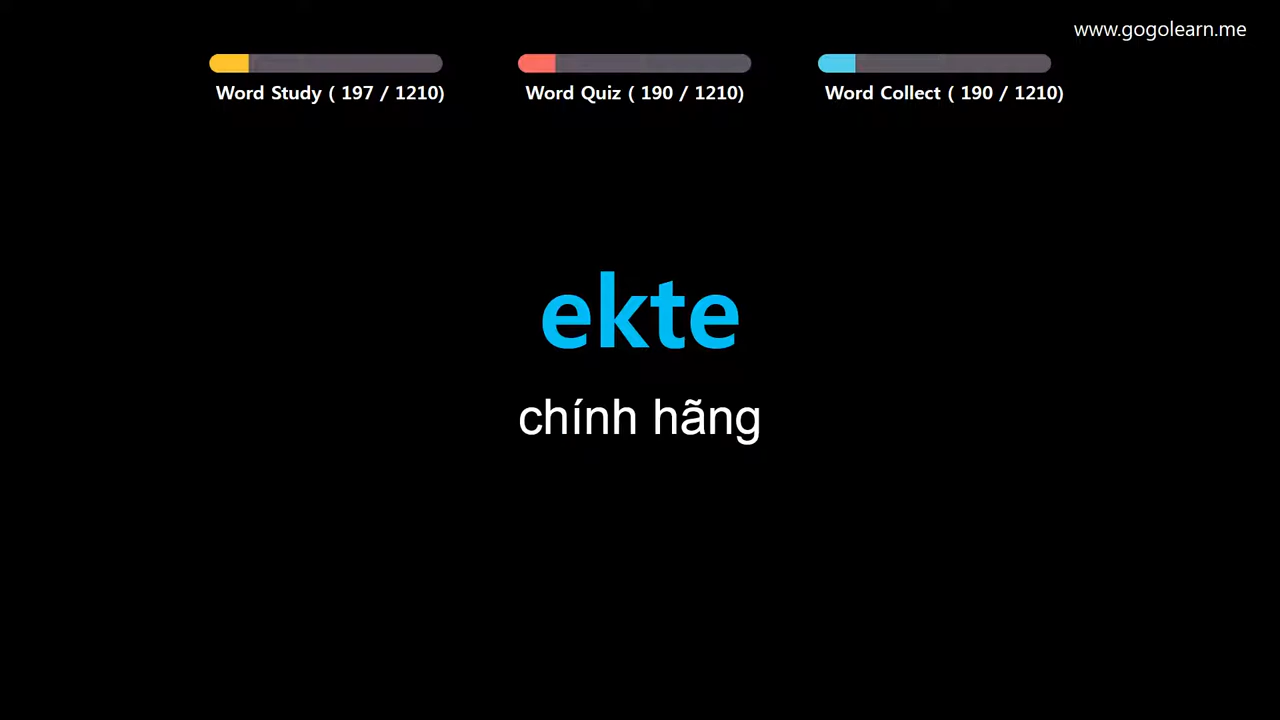 www.gogolearn.me
Word Study ( 197 / 1210)
Word Quiz ( 190 / 1210)
Word Collect ( 190 / 1210)
ekte
chính hãng